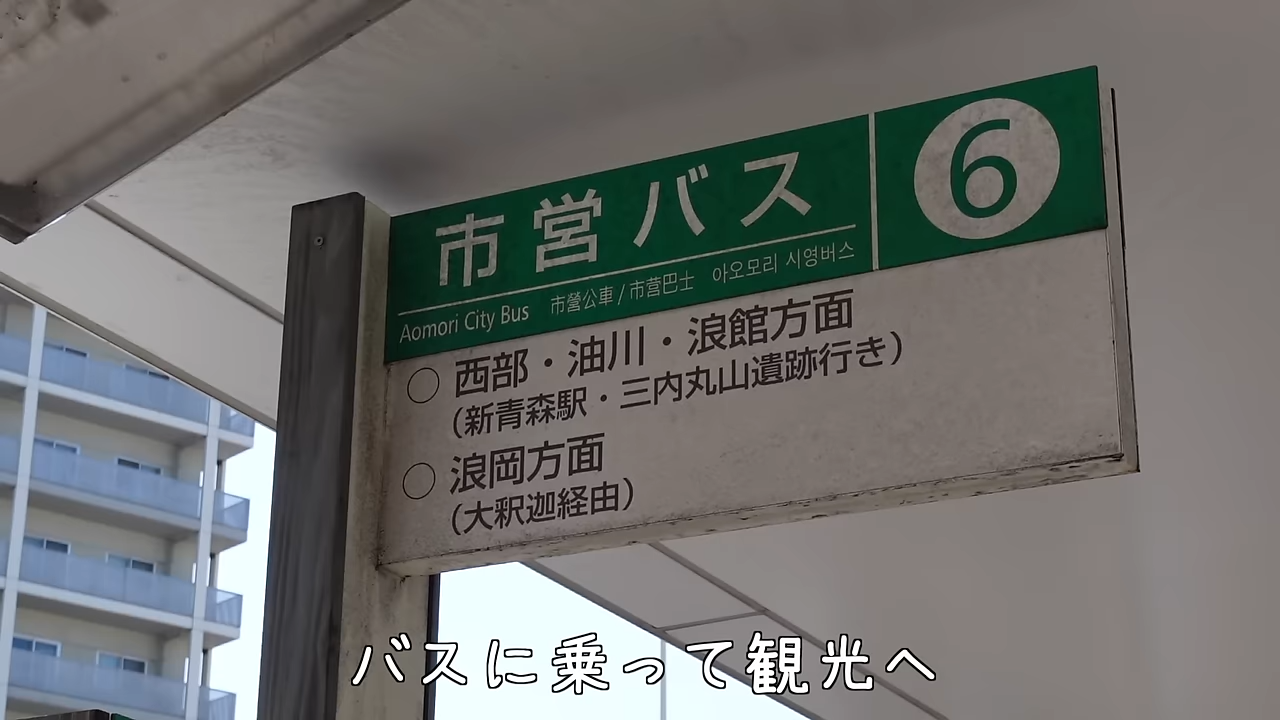 市営バス
6
Aomori City Bus 市營公車/市营巴士 아오모리 시영버스
○ 西部・油川・浪館方面
(新青森駅・三内丸山遺跡行き)
○ 浪岡方面
(大釈迦経由)
バスに乗って観光へ